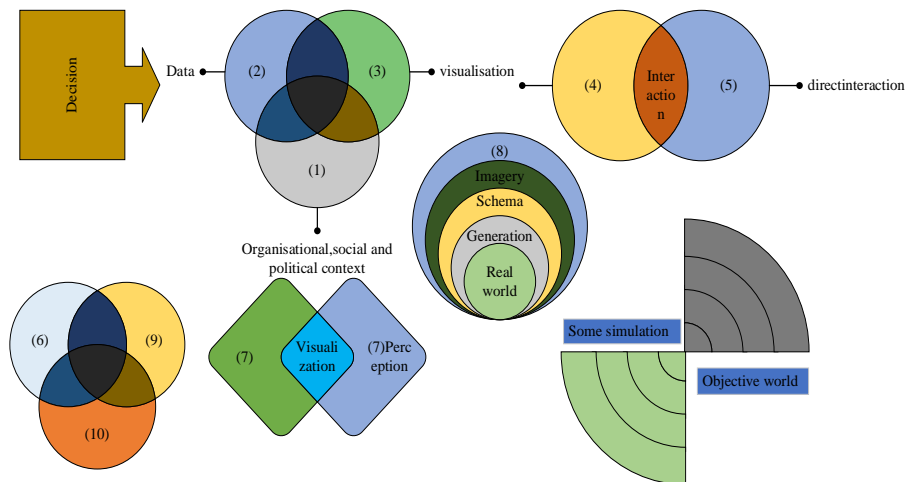 Decision
Data
(2)
(3)
visualisation
(1)
Organisational,social and
political context
(4)
Inter
actio
n
(5)
directinteraction
(8)
Imagery
Schema
Generation
Real
world
(6)
(9)
(10)
(7)
Visuali
zation
(7)Perc
eption
Some simulation
Objective world